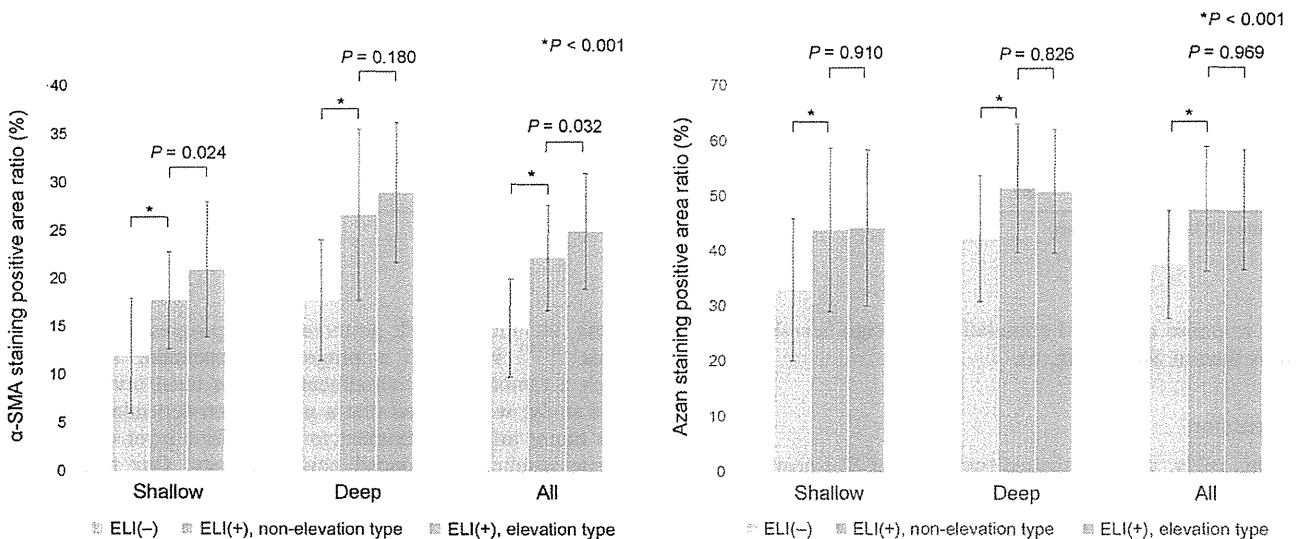 *P < 0.001
P = 0.180
P = 0.032
P = 0.024
*
*
*
α-SMA staining positive area ratio (%)
40
35
30
25
20
15
10
5
0
Shallow
Deep
All
ELI(–)
ELI(+), non-elevation type
ELI(+), elevation type
*P < 0.001
P = 0.910
P = 0.826
P = 0.969
*
*
*
Azan staining positive area ratio (%)
70
60
50
40
30
20
10
0
Shallow
Deep
All
ELI(–)
ELI(+), non-elevation type
ELI(+), elevation type